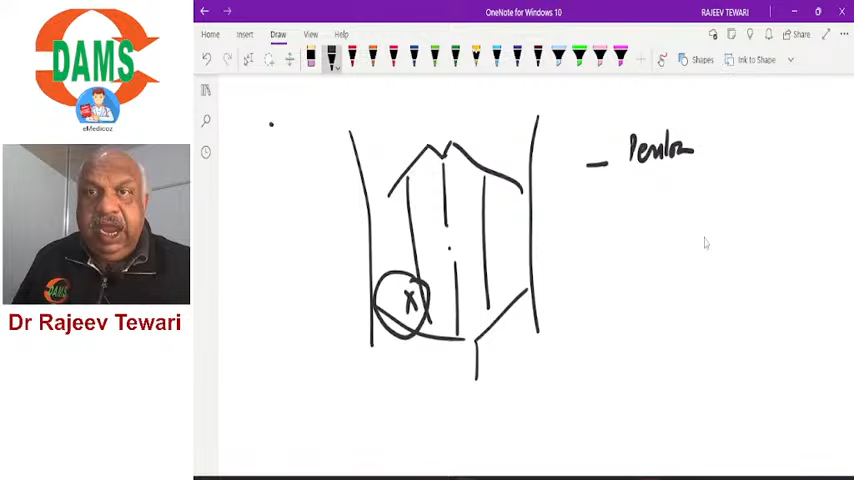 OneNote for Windows 10
RAJEEV TEWARI
Home Insert Draw View Help
Share
Shapes
Ink to Shape
DAMS
eMedicoz
X
Dr Rajeev Tewari